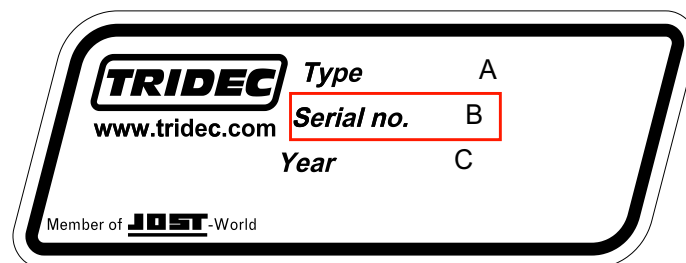 TRIDEC Type A
www.tridec.com Serial no. B
Year C
Member of JOST-World